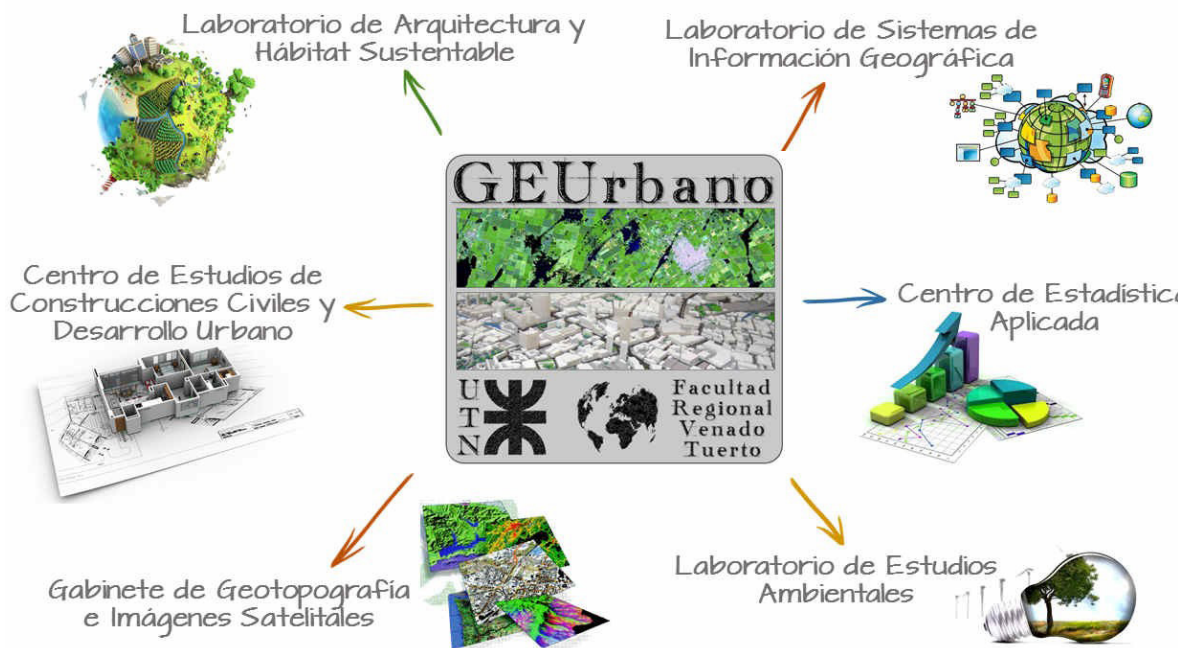 Laboratorio de Arquitectura y
Hábitat Sustentable
Laboratorio de Sistemas de
Información Geográfica
GEUrbano
Centro de Estudios de
Construcciones Civiles y
Desarrollo Urbano
Centro de Estadística
Aplicada
UTN
Facultad
Regional
Venado
Tuerto
Gabinete de Geotopografía
e Imágenes Satelitales
Laboratorio de Estudios
Ambientales